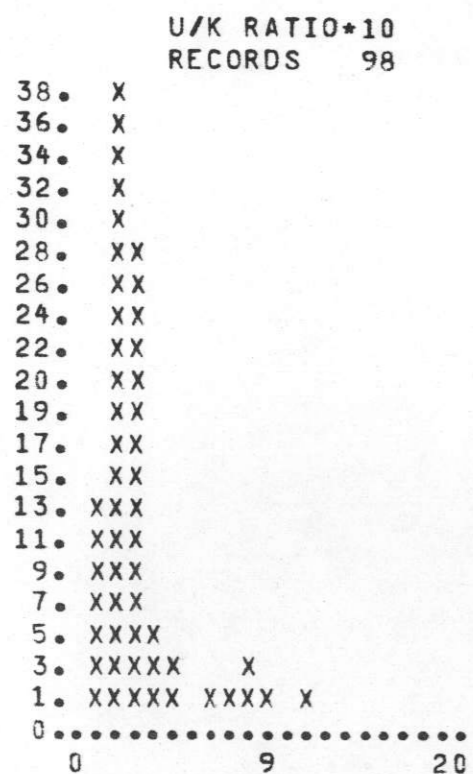 U/K RATIO*10
RECORDS 98
38. X
36. X
34. X
32. X
30. X
28. XX
26. XX
24. XX
22. XX
20. XX
19. XX
17. XX
15. XX
13. XXX
11. XXX
9. XXX
7. XXX
5. XXXX
3. XXXXX X
1. XXXXX XXXX X
0......................
0 9 20